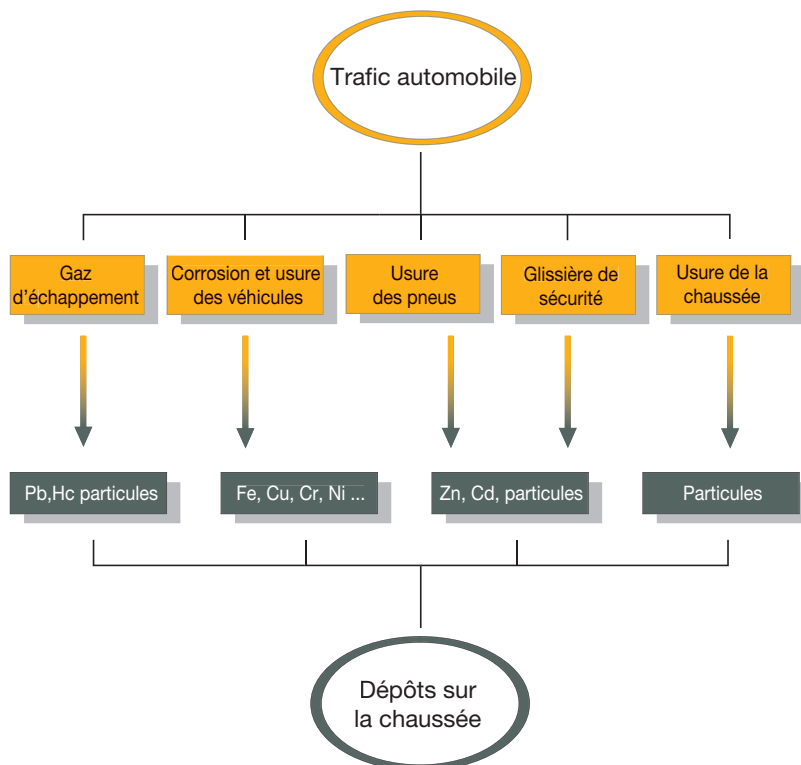 Trafic automobile
Gaz
d'échappement
Corrosion et usure
des véhicules
Usure
des pneus
Glissière de
sécurité
Usure de la
chaussée
Pb,Hc particules
Fe, Cu, Cr, Ni ...
Zn, Cd, particules
Particules
Dépôts sur
la chaussée